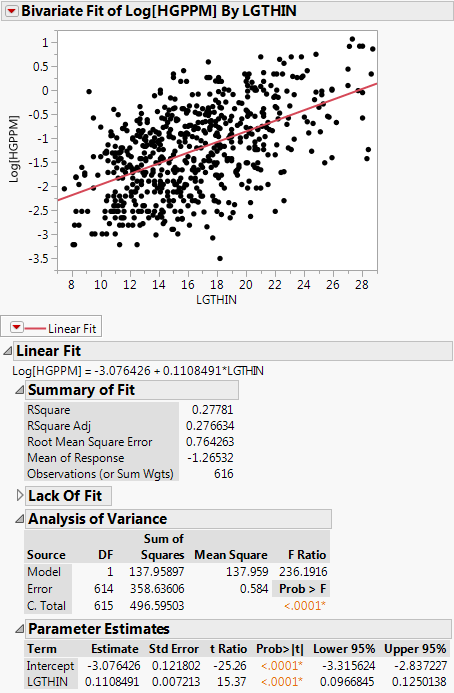 Bivariate Fit of Log[HGPPM] By LGTHIN
1
0.5
0
-0.5
-1
-1.5
-2
-2.5
-3
-3.5
Log[HGPPM]
8 10 12 14 16 18 20 22 24 26 28
LGTHIN
Linear Fit
Linear Fit
Log[HGPPM] = -3.076426 + 0.1108491*LGTHIN
Summary of Fit
RSquare 0.27781
RSquare Adj 0.276634
Root Mean Square Error 0.764263
Mean of Response -1.26532
Observations (or Sum Wgts) 616
Lack Of Fit
Analysis of Variance
Sum of
Source DF Squares Mean Square F Ratio
Model 1 137.95897 137.959 236.1916
Error 614 358.63606 0.584 Prob > F
C. Total 615 496.59503 <.0001*
Parameter Estimates
Term Estimate Std Error t Ratio Prob>|t| Lower 95% Upper 95%
Intercept -3.076426 0.121802 -25.26 <.0001* -3.315624 -2.837227
LGTHIN 0.1108491 0.007213 15.37 <.0001* 0.0966845 0.1250138